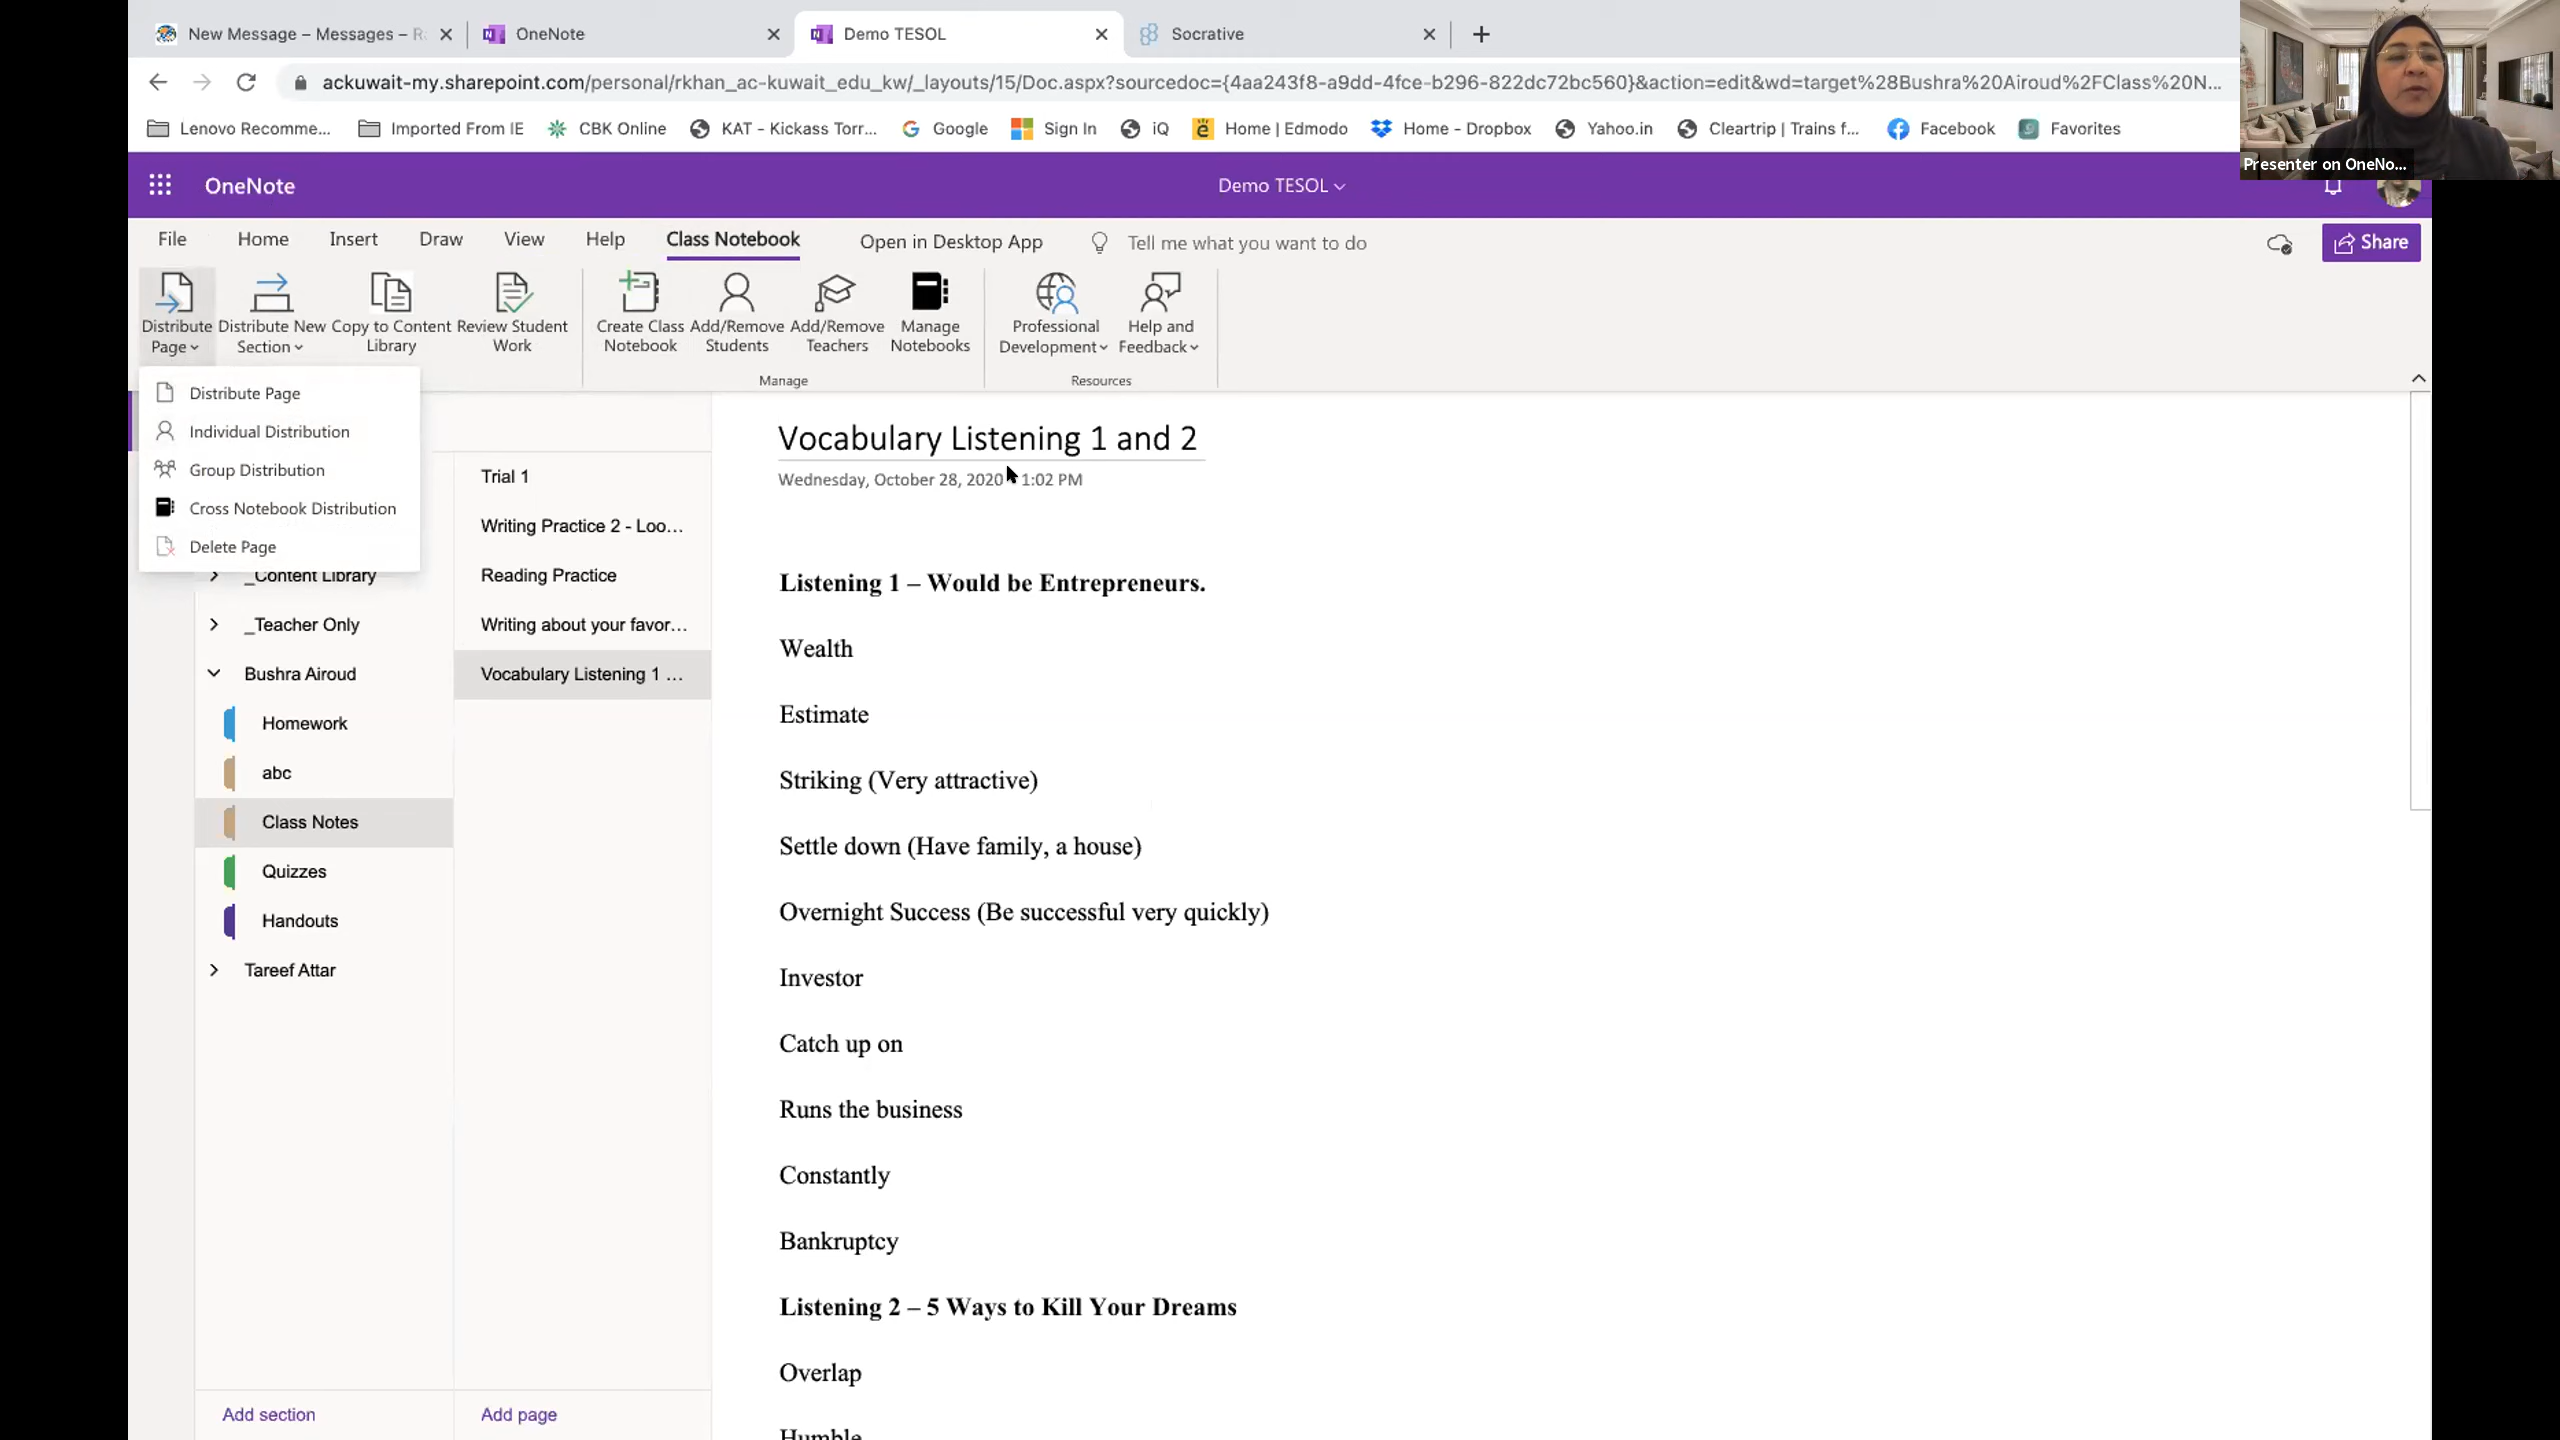 New Message – Messages – R
OneNote
Demo TESOL
Socrative
ackuwait-my.sharepoint.com/personal/rkhan_ac-kuwait_edu_kw/_layouts/15/Doc.aspx?sourcedoc={4aa243f8-a9dd-4fce-b296-822dc72bc560}&action=edit&wd=target%28Bushra%20Airoud%2FClass%20N...
Lenovo Recomme...
Imported From IE
CBK Online
KAT - Kickass Torr...
Google
Sign In
iQ
Home | Edmodo
Home - Dropbox
Yahoo.in
Cleartrip | Trains f...
Facebook
Favorites
Presenter on OneNo...
OneNote
Demo TESOL
File
Home
Insert
Draw
View
Help
Class Notebook
Open in Desktop App
Tell me what you want to do
Share
Distribute
Page
Distribute New
Section
Copy to Content
Library
Review Student
Work
Create Class
Notebook
Add/Remove
Students
Add/Remove
Teachers
Manage
Notebooks
Professional
Development
Help and
Feedback
Manage
Resources
Distribute Page
Individual Distribution
Group Distribution
Cross Notebook Distribution
Delete Page
_Content Library
_Teacher Only
Bushra Airoud
Homework
abc
Class Notes
Quizzes
Handouts
Tareef Attar
Add section
Trial 1
Writing Practice 2 - Loo...
Reading Practice
Writing about your favor...
Vocabulary Listening 1 ...
Add page
Vocabulary Listening 1 and 2
Wednesday, October 28, 2020 1:02 PM
Listening 1 – Would be Entrepreneurs.
Wealth
Estimate
Striking (Very attractive)
Settle down (Have family, a house)
Overnight Success (Be successful very quickly)
Investor
Catch up on
Runs the business
Constantly
Bankruptcy
Listening 2 – 5 Ways to Kill Your Dreams
Overlap
Humble